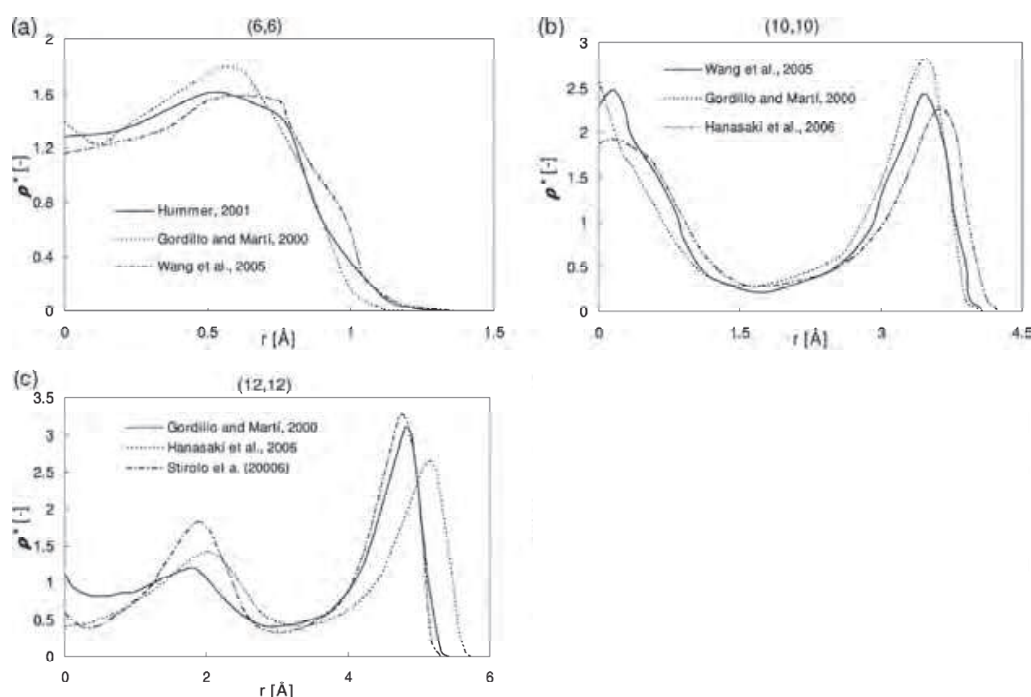 (a)
(6,6)
2
1.6
1.2
0.8
0.4
0
ρ* [-]
Hummer, 2001
Gordillo and Martí, 2000
Wang et al., 2005
0
0.5
1
1.5
r [Å]
(b)
(10,10)
3
2.5
2
1.5
1
0.5
0
ρ* [-]
Wang et al., 2005
Gordillo and Martí, 2000
Hanasaki et al., 2006
0
1.5
3
4.5
r [Å]
(c)
(12,12)
3.5
3
2.5
2
1.5
1
0.5
0
ρ* [-]
Gordillo and Martí, 2000
Hanasaki et al., 2006
Striolo el a. (20006)
0
2
4
6
r [Å]